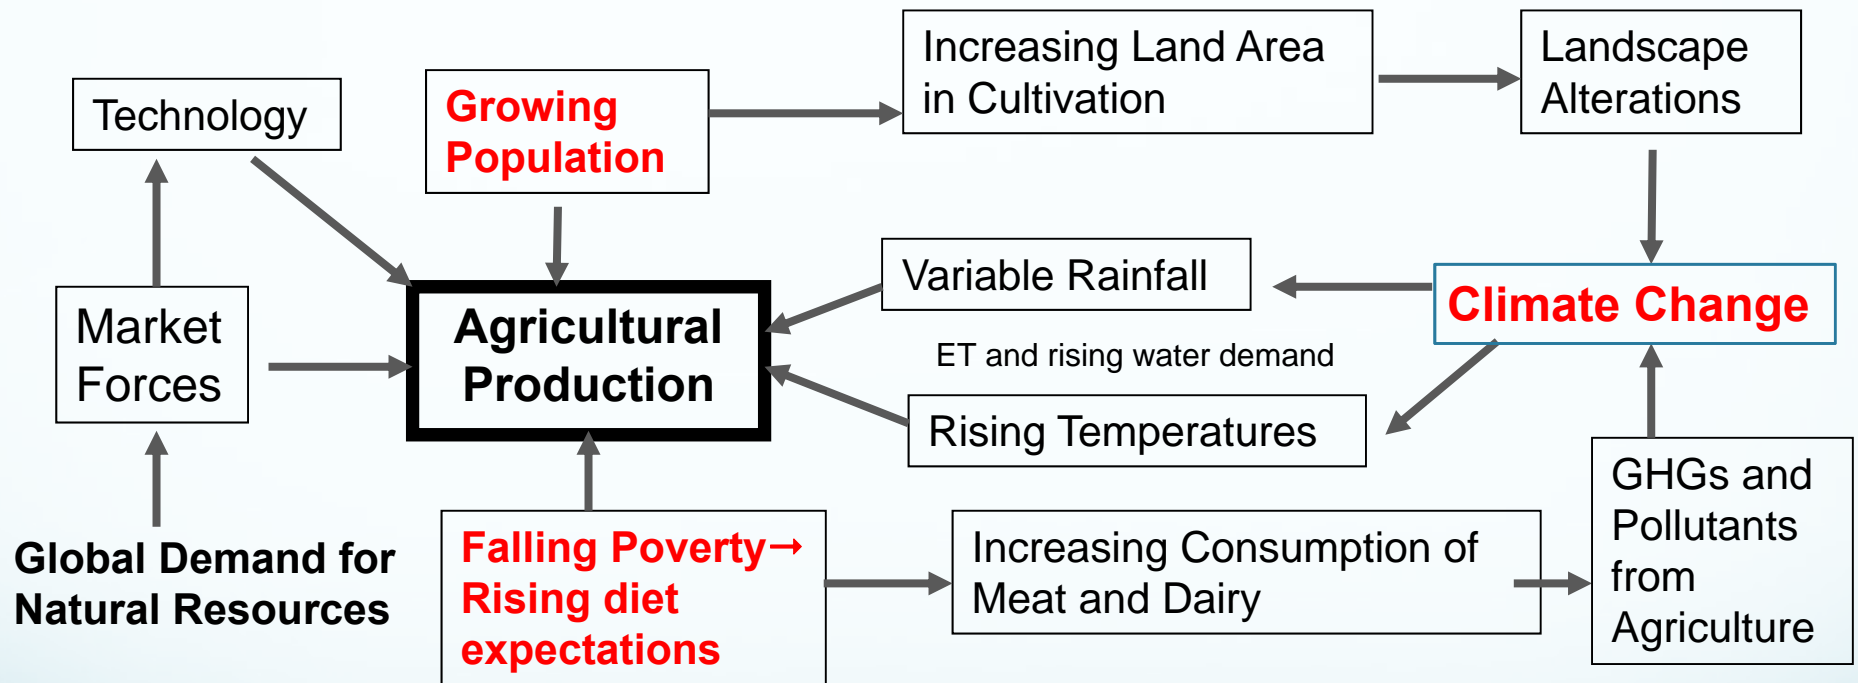 Increasing Land Area
in Cultivation
Landscape
Alterations
Technology
Growing
Population
Variable Rainfall
Climate Change
Market
Forces
Agricultural
Production
ET and rising water demand
Rising Temperatures
GHGs and
Pollutants
from
Agriculture
Global Demand for
Natural Resources
Falling Poverty→
Rising diet
expectations
Increasing Consumption of
Meat and Dairy